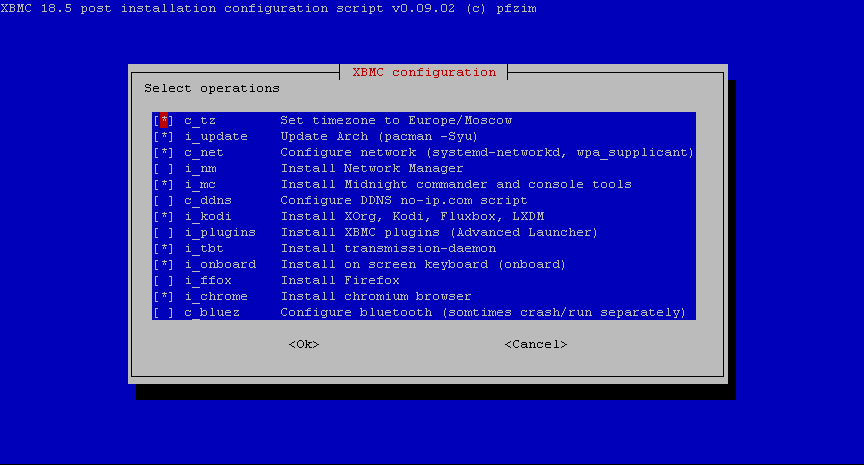 XBMC 18.5 post installation configuration script v0.09.02 (c) pfzim
XBMC configuration
Select operations
[*] c_tz Set timezone to Europe/Moscow
[*] i_update Update Arch (pacman -Syu)
[*] c_net Configure network (systemd-networkd, wpa_supplicant)
[ ] i_nm Install Network Manager
[*] i_mc Install Midnight commander and console tools
[ ] c_ddns Configure DDNS no-ip.com script
[*] i_kodi Install XOrg, Kodi, Fluxbox, LXDM
[ ] i_plugins Install XBMC plugins (Advanced Launcher)
[*] i_tbt Install transmission-daemon
[*] i_onboard Install on screen keyboard (onboard)
[ ] i_ffox Install Firefox
[*] i_chrome Install chromium browser
[ ] c_bluez Configure bluetooth (somtimes crash/run separately)
<Ok> <Cancel>